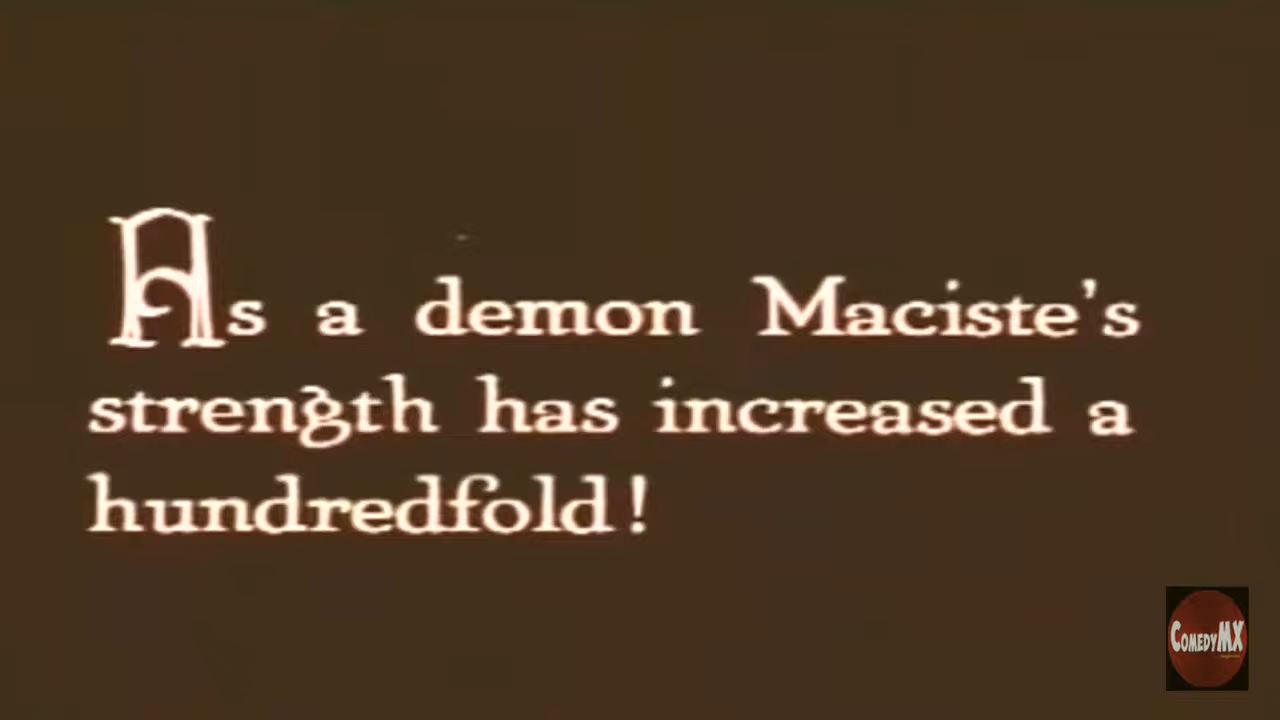 As a demon Maciste's
strength has increased a
hundredfold!
COMEDYMX